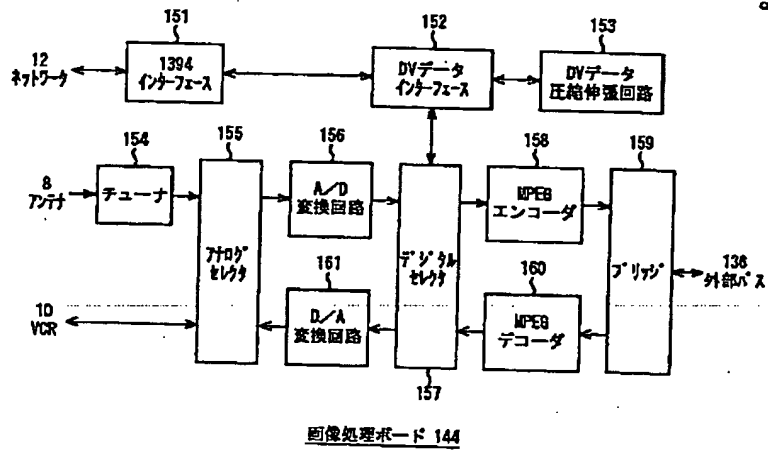 151
152
153
12
ネットワーク
1394
インターフェース
DVデータ
インターフェース
DVデータ
圧縮伸張回路
154
155
156
158
159
8
アンテナ
チューナ
アナログ
セレクタ
A/D
変換回路
デジタル
セレクタ
MPEG
エンコーダ
ブリッジ
136
外部バス
161
160
10
VCR
D/A
変換回路
MPEG
デコーダ
157
画像処理ボード 144